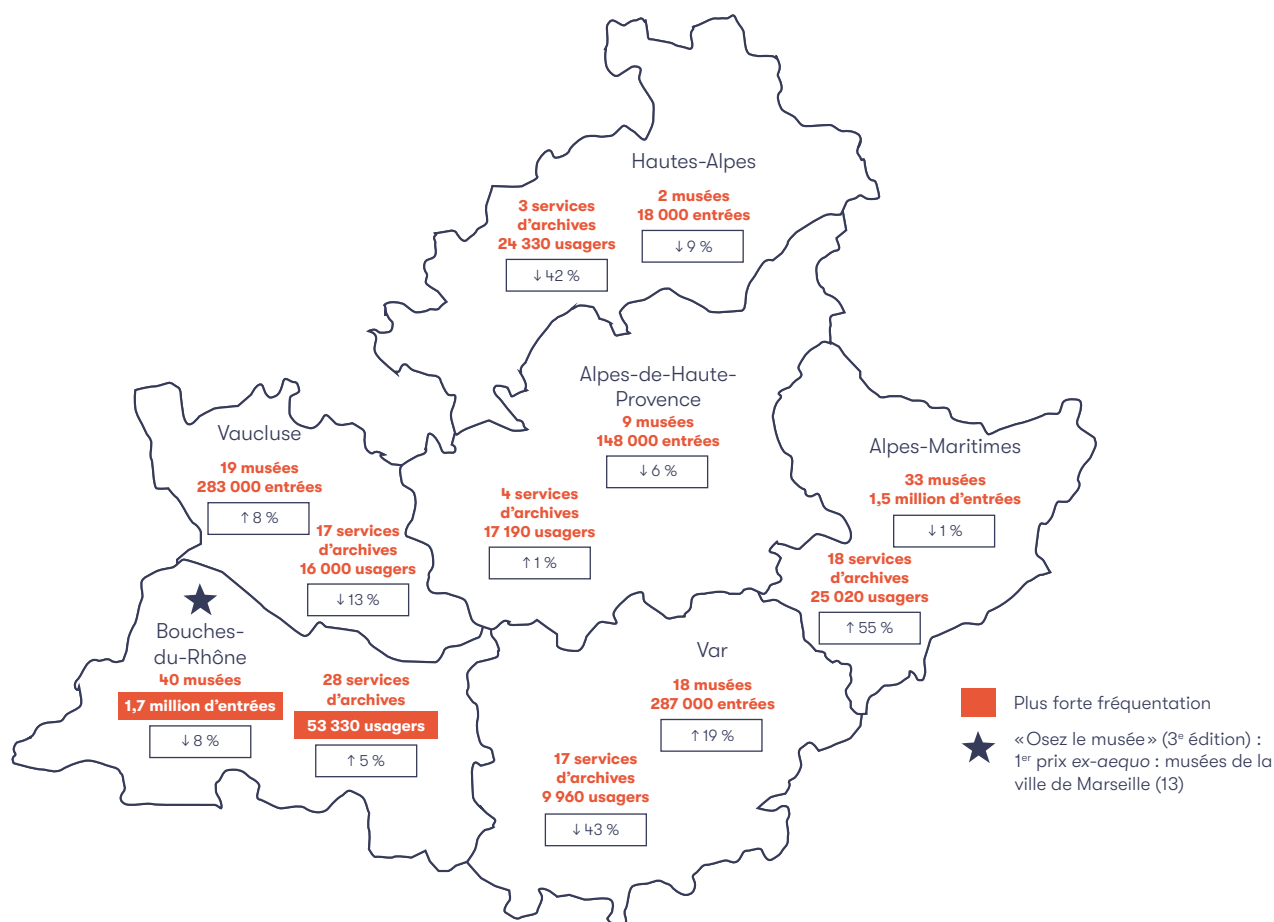 Hautes-Alpes
3 services
d’archives
24 330 usagers
↓ 42 %
2 musées
18 000 entrées
↓ 9 %
Alpes-de-Haute-
Provence
9 musées
148 000 entrées
↓ 6 %
4 services
d’archives
17 190 usagers
↑ 1 %
Vaucluse
19 musées
283 000 entrées
↑ 8 %
17 services
d’archives
16 000 usagers
↓ 13 %
Alpes-Maritimes
33 musées
1,5 million d’entrées
↓ 1 %
18 services
d’archives
25 020 usagers
↑ 55 %
Bouches-
du-Rhône
40 musées
1,7 million d’entrées
↓ 8 %
28 services
d’archives
53 330 usagers
↑ 5 %
Var
18 musées
287 000 entrées
↑ 19 %
17 services
d’archives
9 960 usagers
↓ 43 %
Plus forte fréquentation
«Osez le musée» (3e édition) :
1er prix ex-aequo : musées de la
ville de Marseille (13)